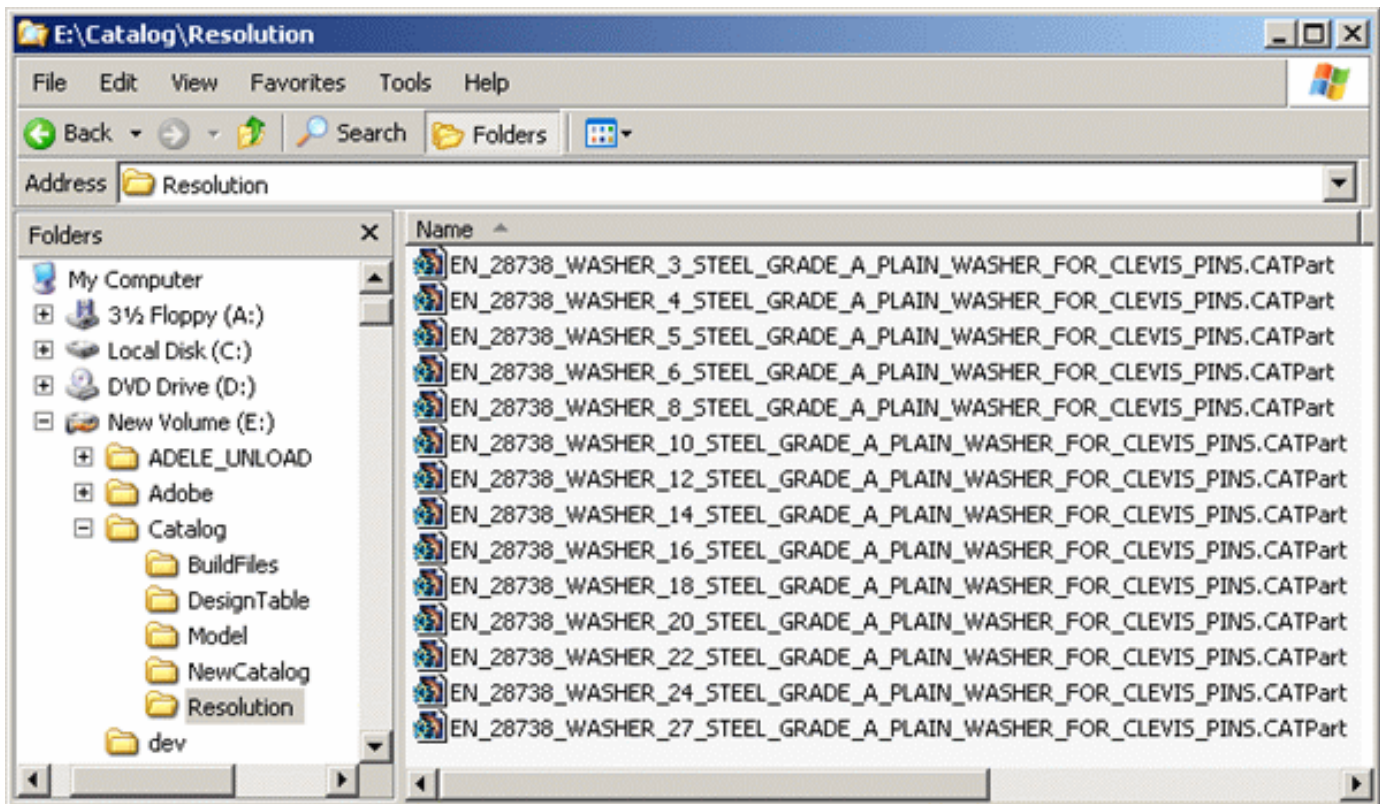 E:\Catalog\Resolution
File Edit View Favorites Tools Help
Back Search Folders
Address Resolution
Folders
My Computer
3½ Floppy (A:)
Local Disk (C:)
DVD Drive (D:)
New Volume (E:)
ADELE_UNLOAD
Adobe
Catalog
BuildFiles
DesignTable
Model
NewCatalog
Resolution
dev
Name
EN_28738_WASHER_3_STEEL_GRADE_A_PLAIN_WASHER_FOR_CLEVIS_PINS.CATPart
EN_28738_WASHER_4_STEEL_GRADE_A_PLAIN_WASHER_FOR_CLEVIS_PINS.CATPart
EN_28738_WASHER_5_STEEL_GRADE_A_PLAIN_WASHER_FOR_CLEVIS_PINS.CATPart
EN_28738_WASHER_6_STEEL_GRADE_A_PLAIN_WASHER_FOR_CLEVIS_PINS.CATPart
EN_28738_WASHER_8_STEEL_GRADE_A_PLAIN_WASHER_FOR_CLEVIS_PINS.CATPart
EN_28738_WASHER_10_STEEL_GRADE_A_PLAIN_WASHER_FOR_CLEVIS_PINS.CATPart
EN_28738_WASHER_12_STEEL_GRADE_A_PLAIN_WASHER_FOR_CLEVIS_PINS.CATPart
EN_28738_WASHER_14_STEEL_GRADE_A_PLAIN_WASHER_FOR_CLEVIS_PINS.CATPart
EN_28738_WASHER_16_STEEL_GRADE_A_PLAIN_WASHER_FOR_CLEVIS_PINS.CATPart
EN_28738_WASHER_18_STEEL_GRADE_A_PLAIN_WASHER_FOR_CLEVIS_PINS.CATPart
EN_28738_WASHER_20_STEEL_GRADE_A_PLAIN_WASHER_FOR_CLEVIS_PINS.CATPart
EN_28738_WASHER_22_STEEL_GRADE_A_PLAIN_WASHER_FOR_CLEVIS_PINS.CATPart
EN_28738_WASHER_24_STEEL_GRADE_A_PLAIN_WASHER_FOR_CLEVIS_PINS.CATPart
EN_28738_WASHER_27_STEEL_GRADE_A_PLAIN_WASHER_FOR_CLEVIS_PINS.CATPart